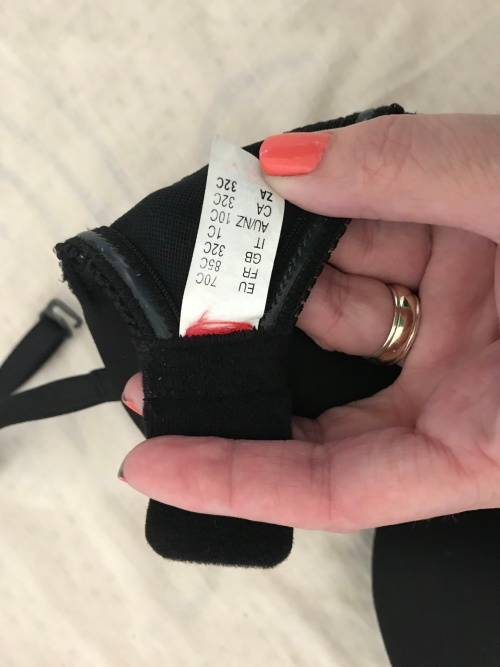 EU 70C
FR 85C
GB 32C
IT 1C
AU/NZ 10C
CA 32C
ZA 32C